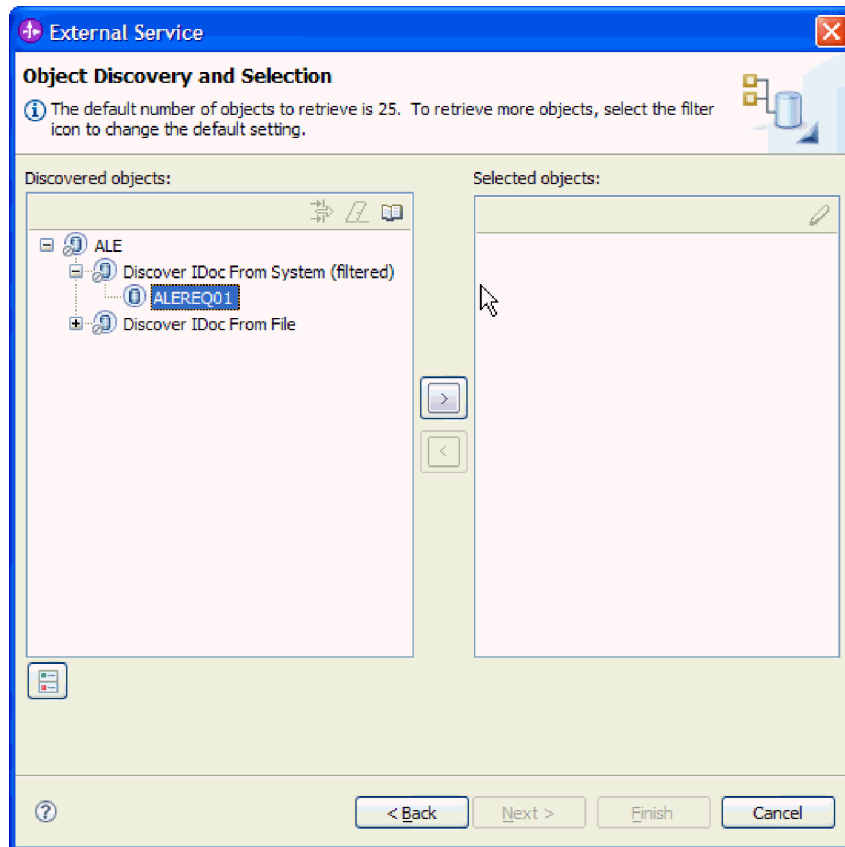 External Service
Object Discovery and Selection
The default number of objects to retrieve is 25. To retrieve more objects, select the filter
icon to change the default setting.
Discovered objects:
Selected objects:
ALE
Discover IDoc From System (filtered)
ALEREQ01
Discover IDoc From File
>
<
?
< Back
Next >
Finish
Cancel